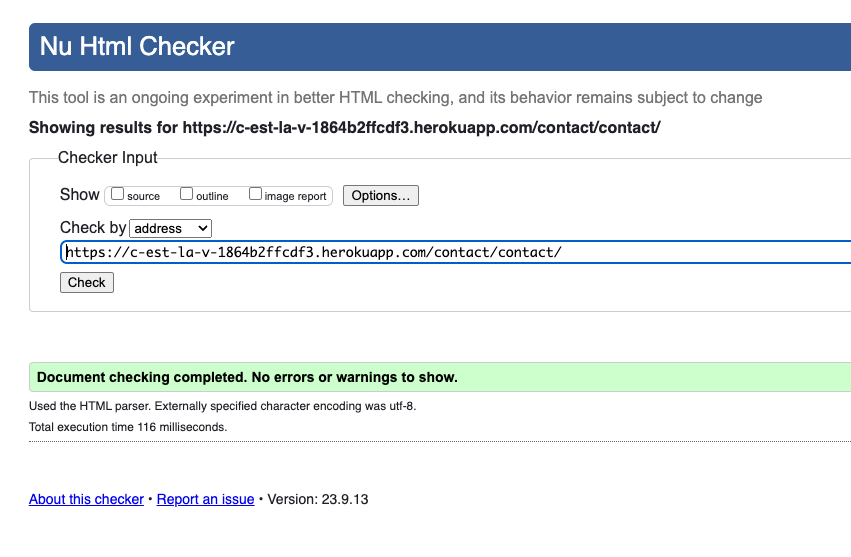 Nu Html Checker
This tool is an ongoing experiment in better HTML checking, and its behavior remains subject to change
Showing results for https://c-est-la-v-1864b2ffcdf3.herokuapp.com/contact/contact/
Checker Input
Show source outline image report Options...
Check by address
https://c-est-la-v-1864b2ffcdf3.herokuapp.com/contact/contact/
Check
Document checking completed. No errors or warnings to show.
Used the HTML parser. Externally specified character encoding was utf-8.
Total execution time 116 milliseconds.
About this checker • Report an issue • Version: 23.9.13